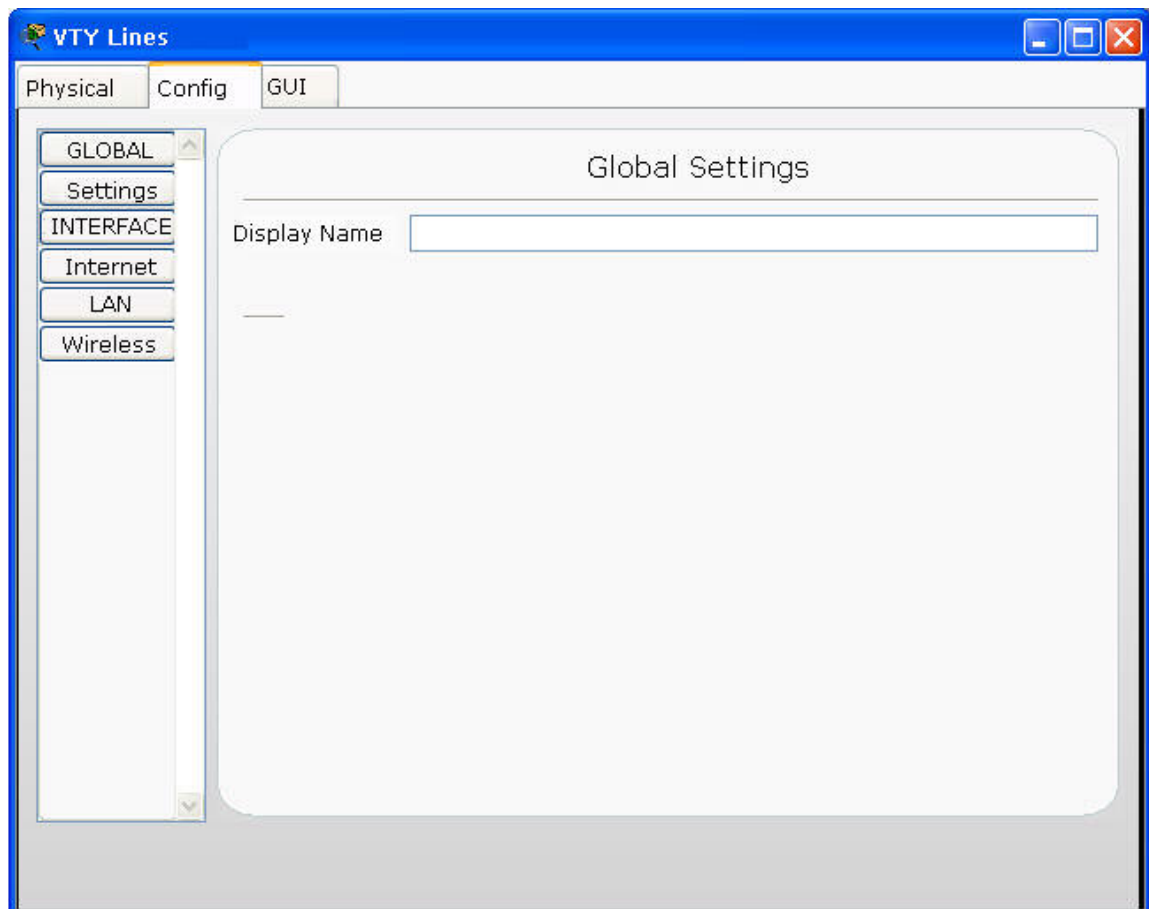 VTY Lines
Physical Config GUI
GLOBAL
Settings
INTERFACE
Internet
LAN
Wireless
Global Settings
Display Name